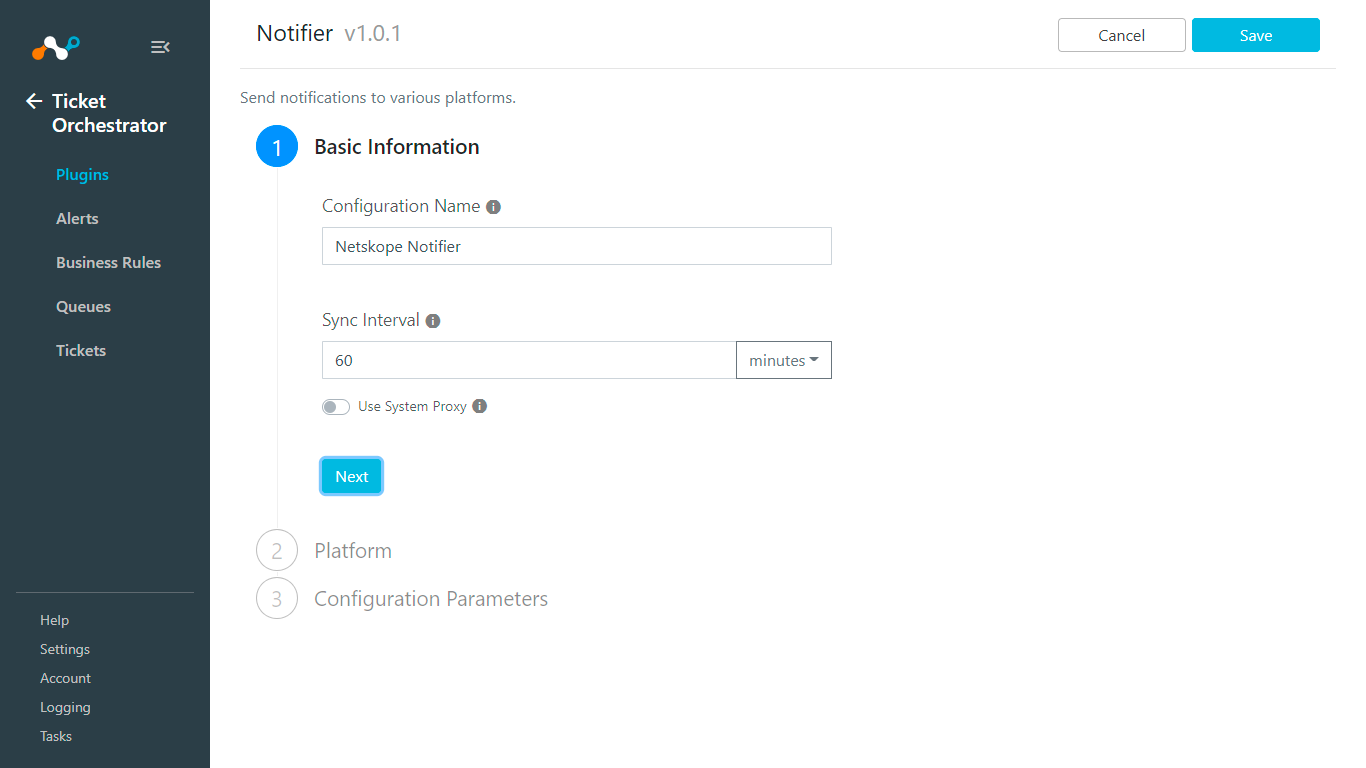 Ticket
Orchestrator
Plugins
Alerts
Business Rules
Queues
Tickets
Help
Settings
Account
Logging
Tasks
Notifier v1.0.1
Cancel
Save
Send notifications to various platforms.
1 Basic Information
Configuration Name
Netskope Notifier
Sync Interval
60 minutes
Use System Proxy
Next
2 Platform
3 Configuration Parameters